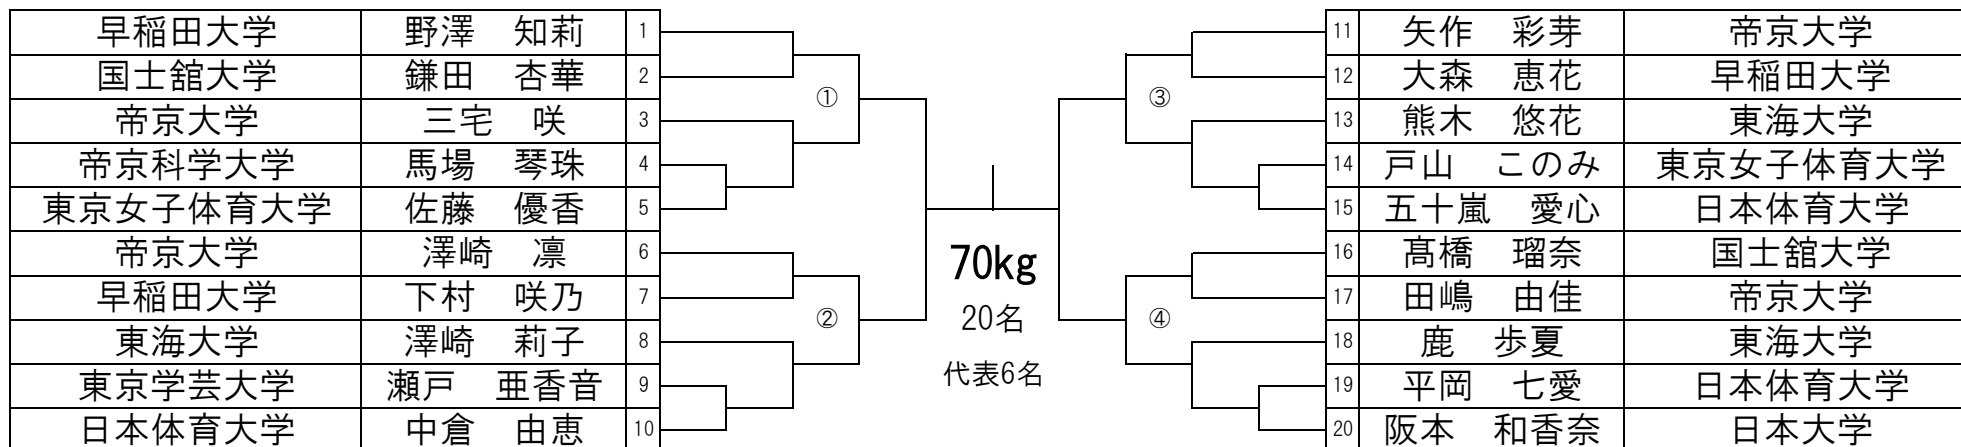 早稲田大学 野澤 知莉 1
国士舘大学 鎌田 杏華 2
帝京大学 三宅 咲 3
帝京科学大学 馬場 琴珠 4
東京女子体育大学 佐藤 優香 5
帝京大学 澤崎 凛 6
早稲田大学 下村 咲乃 7
東海大学 澤崎 莉子 8
東京学芸大学 瀬戸 亜香音 9
日本体育大学 中倉 由恵 10
①
②
70kg
20名
代表6名
③
④
11 矢作 彩芽 帝京大学
12 大森 恵花 早稲田大学
13 熊木 悠花 東海大学
14 戸山 このみ 東京女子体育大学
15 五十嵐 愛心 日本体育大学
16 髙橋 瑠奈 国士舘大学
17 田嶋 由佳 帝京大学
18 鹿 歩夏 東海大学
19 平岡 七愛 日本体育大学
20 阪本 和香奈 日本大学